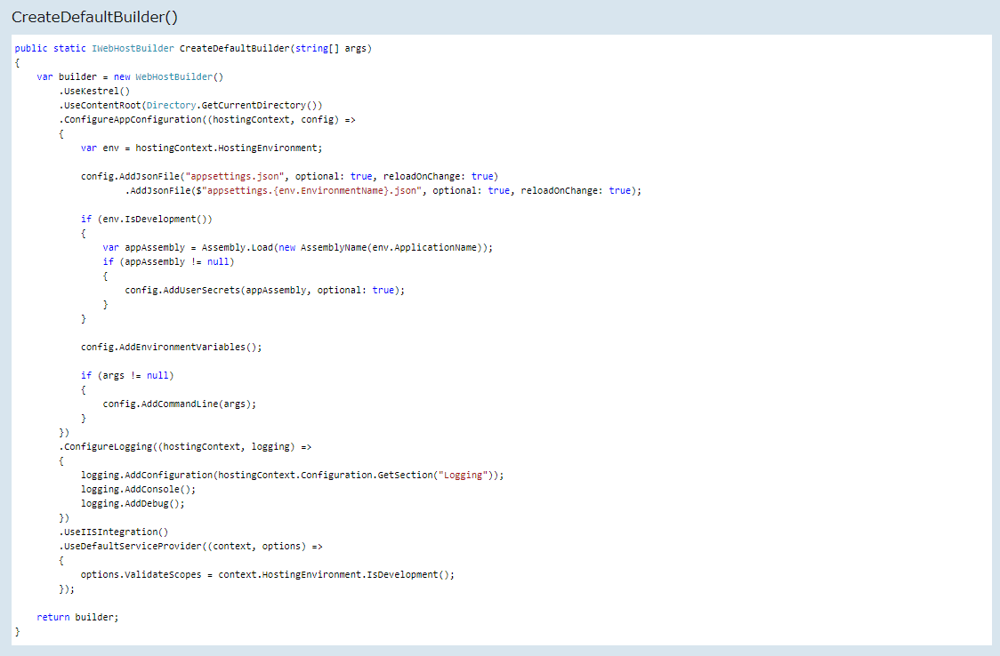 CreateDefaultBuilder()
public static IWebHostBuilder CreateDefaultBuilder(string[] args)
{
    var builder = new WebHostBuilder()
        .UseKestrel()
        .UseContentRoot(Directory.GetCurrentDirectory())
        .ConfigureAppConfiguration((hostingContext, config) =>
        {
            var env = hostingContext.HostingEnvironment;

            config.AddJsonFile("appsettings.json", optional: true, reloadOnChange: true)
                    .AddJsonFile($"appsettings.{env.EnvironmentName}.json", optional: true, reloadOnChange: true);

            if (env.IsDevelopment())
            {
                var appAssembly = Assembly.Load(new AssemblyName(env.ApplicationName));
                if (appAssembly != null)
                {
                    config.AddUserSecrets(appAssembly, optional: true);
                }
            }

            config.AddEnvironmentVariables();

            if (args != null)
            {
                config.AddCommandLine(args);
            }
        })
        .ConfigureLogging((hostingContext, logging) =>
        {
            logging.AddConfiguration(hostingContext.Configuration.GetSection("Logging"));
            logging.AddConsole();
            logging.AddDebug();
        })
        .UseIISIntegration()
        .UseDefaultServiceProvider((context, options) =>
        {
            options.ValidateScopes = context.HostingEnvironment.IsDevelopment();
        });

    return builder;
}